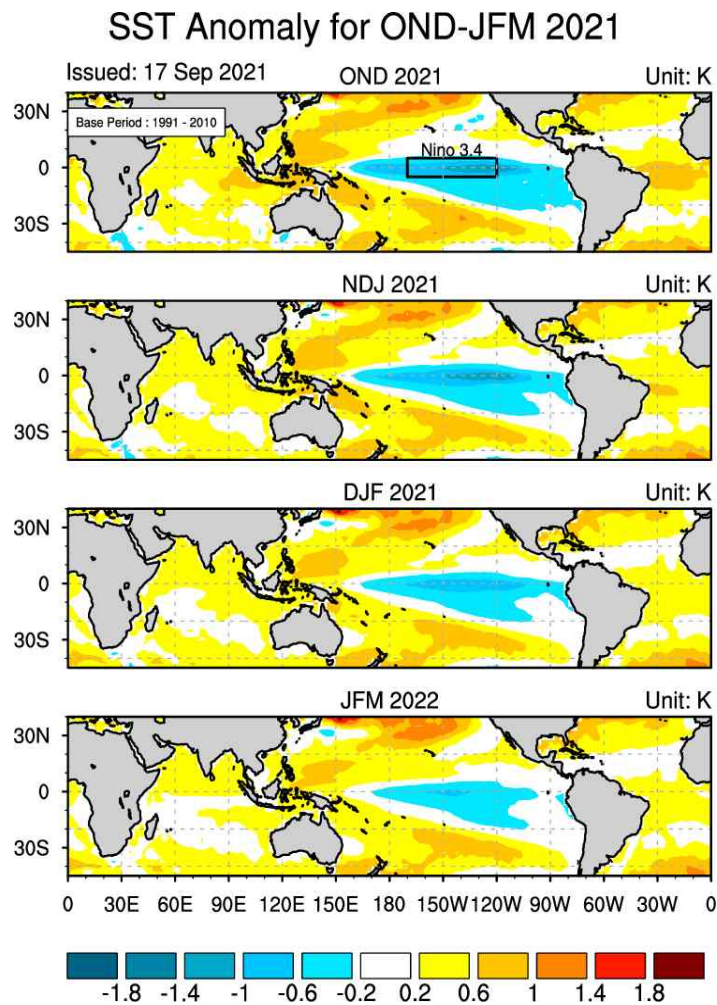 SST Anomaly for OND-JFM 2021
Issued: 17 Sep 2021 OND 2021 Unit: K
30N
Base Period : 1991 - 2010
Nino 3.4
0
30S
NDJ 2021 Unit: K
30N
0
30S
DJF 2021 Unit: K
30N
0
30S
JFM 2022 Unit: K
30N
0
30S
0 30E 60E 90E 120E 150E 180 150W 120W 90W 60W 30W 0
-1.8 -1.4 -1 -0.6 -0.2 0.2 0.6 1 1.4 1.8